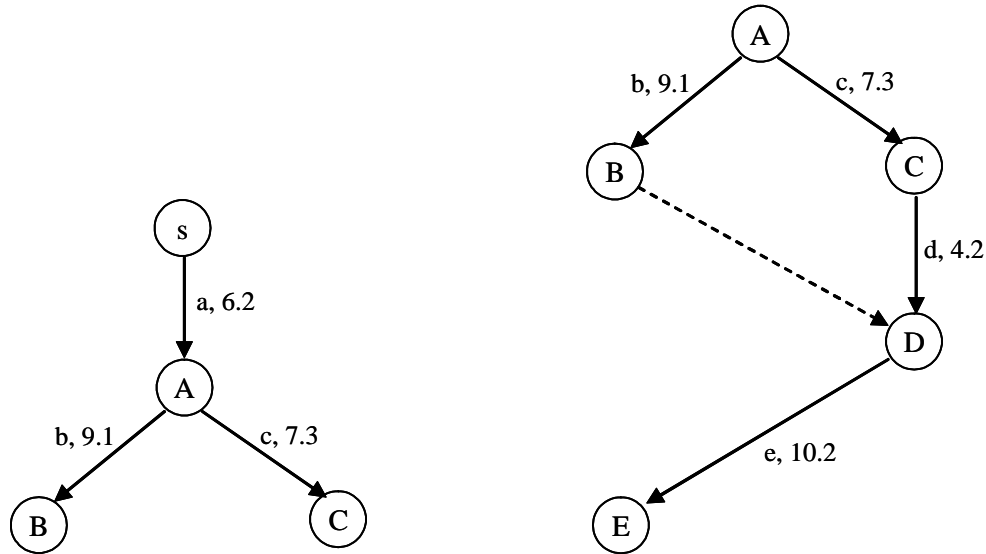 s
a, 6.2
A
b, 9.1
c, 7.3
B
C
A
b, 9.1
c, 7.3
B
C
d, 4.2
D
e, 10.2
E